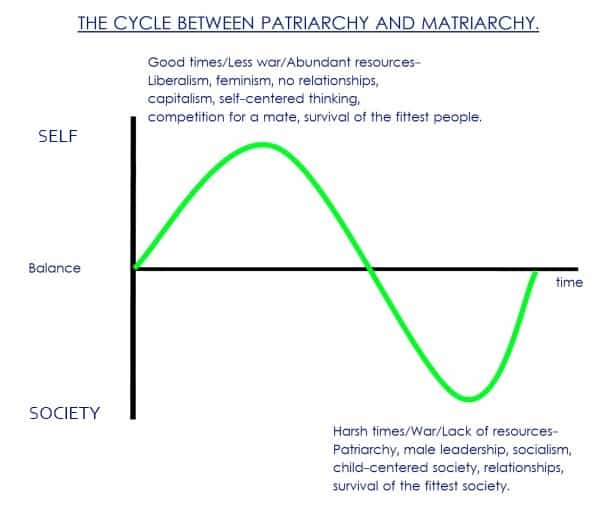 THE CYCLE BETWEEN PATRIARCHY AND MATRIARCHY.
Good times/Less war/Abundant resources-
Liberalism, feminism, no relationships,
capitalism, self-centered thinking,
competition for a mate, survival of the fittest people.
SELF
Balance
time
SOCIETY
Harsh times/War/Lack of resources-
Patriarchy, male leadership, socialism,
child-centered society, relationships,
survival of the fittest society.